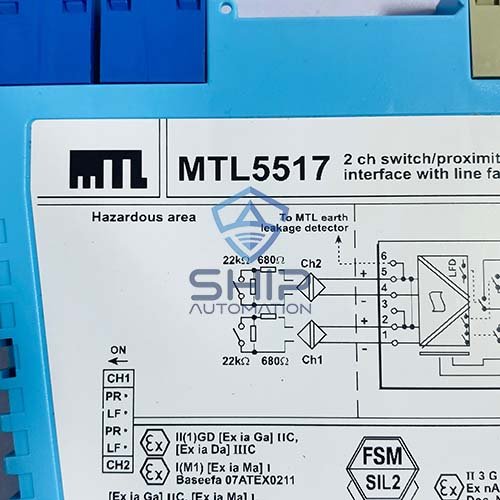 MTL
MTL5517
2 ch switch/proximit
interface with line fa
Hazardous area
To MTL earth
leakage detector
22kΩ 680Ω
Ch2
6
5
4
3
2
1
+
-
+
-
LFD
22kΩ 680Ω
Ch1
SHIP
AUTOMATION
ON
CH1
PR
LF
PR
LF
CH2
Ex
II(1)GD [Ex ia Ga] IIC,
[Ex ia Da] IIIC
Ex
I(M1) [Ex ia Ma] I
Baseefa 07ATEX0211
[Ex ia Ga] IIC, [Ex ia Ma] I
FSM
SIL2
Ex
II 3 G
Ex nA